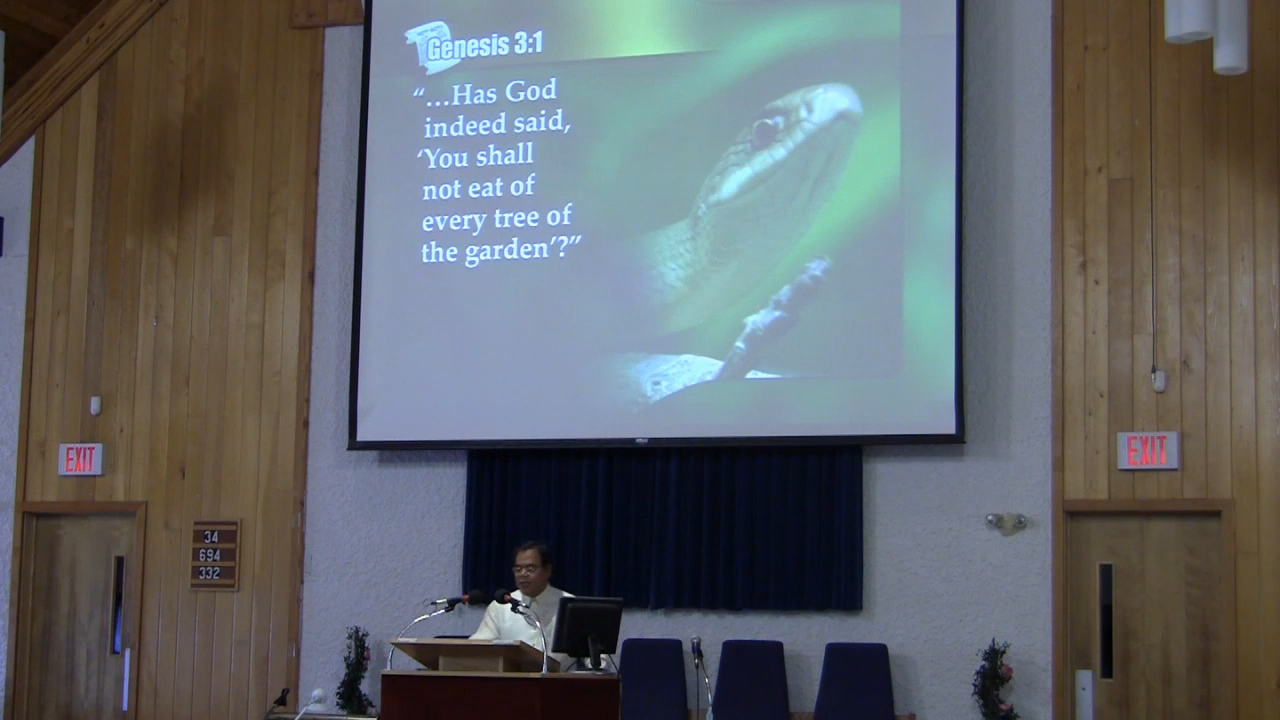 Genesis 3:1
“...Has God
indeed said,
‘You shall
not eat of
every tree of
the garden’?”
EXIT
EXIT
34
694
332